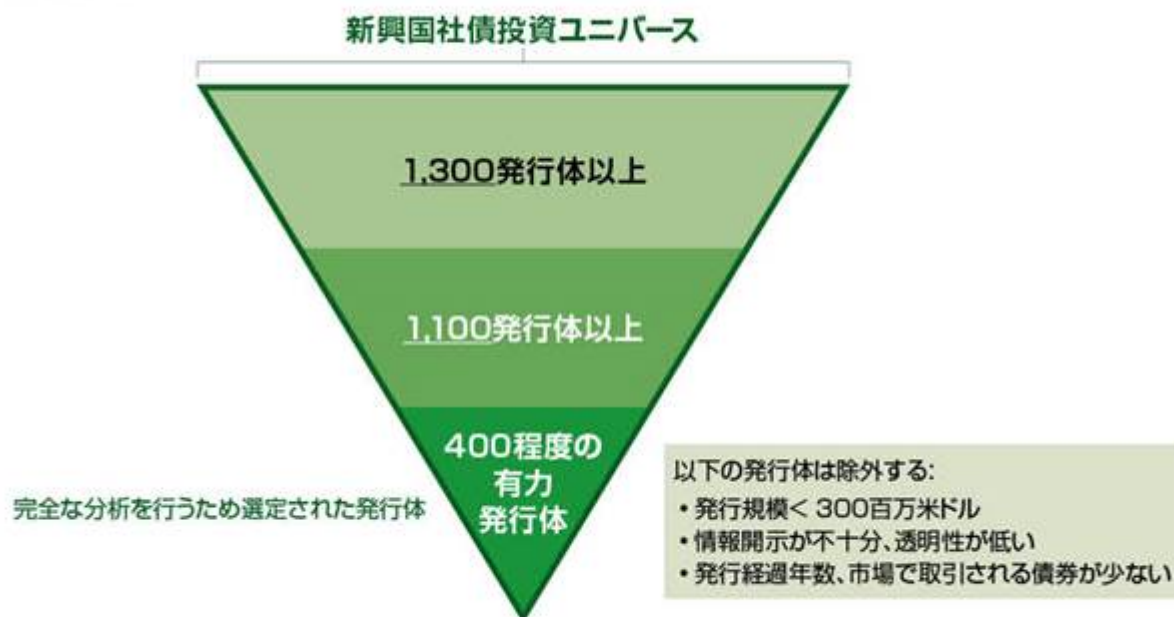 新興国社債投資ユニバース
1,300発行体以上
1,100発行体以上
400程度の
有力
発行体
完全な分析を行うため選定された発行体
以下の発行体は除外する:
• 発行規模< 300百万米ドル
• 情報開示が不十分、透明性が低い
• 発行経過年数、市場で取引される債券が少ない